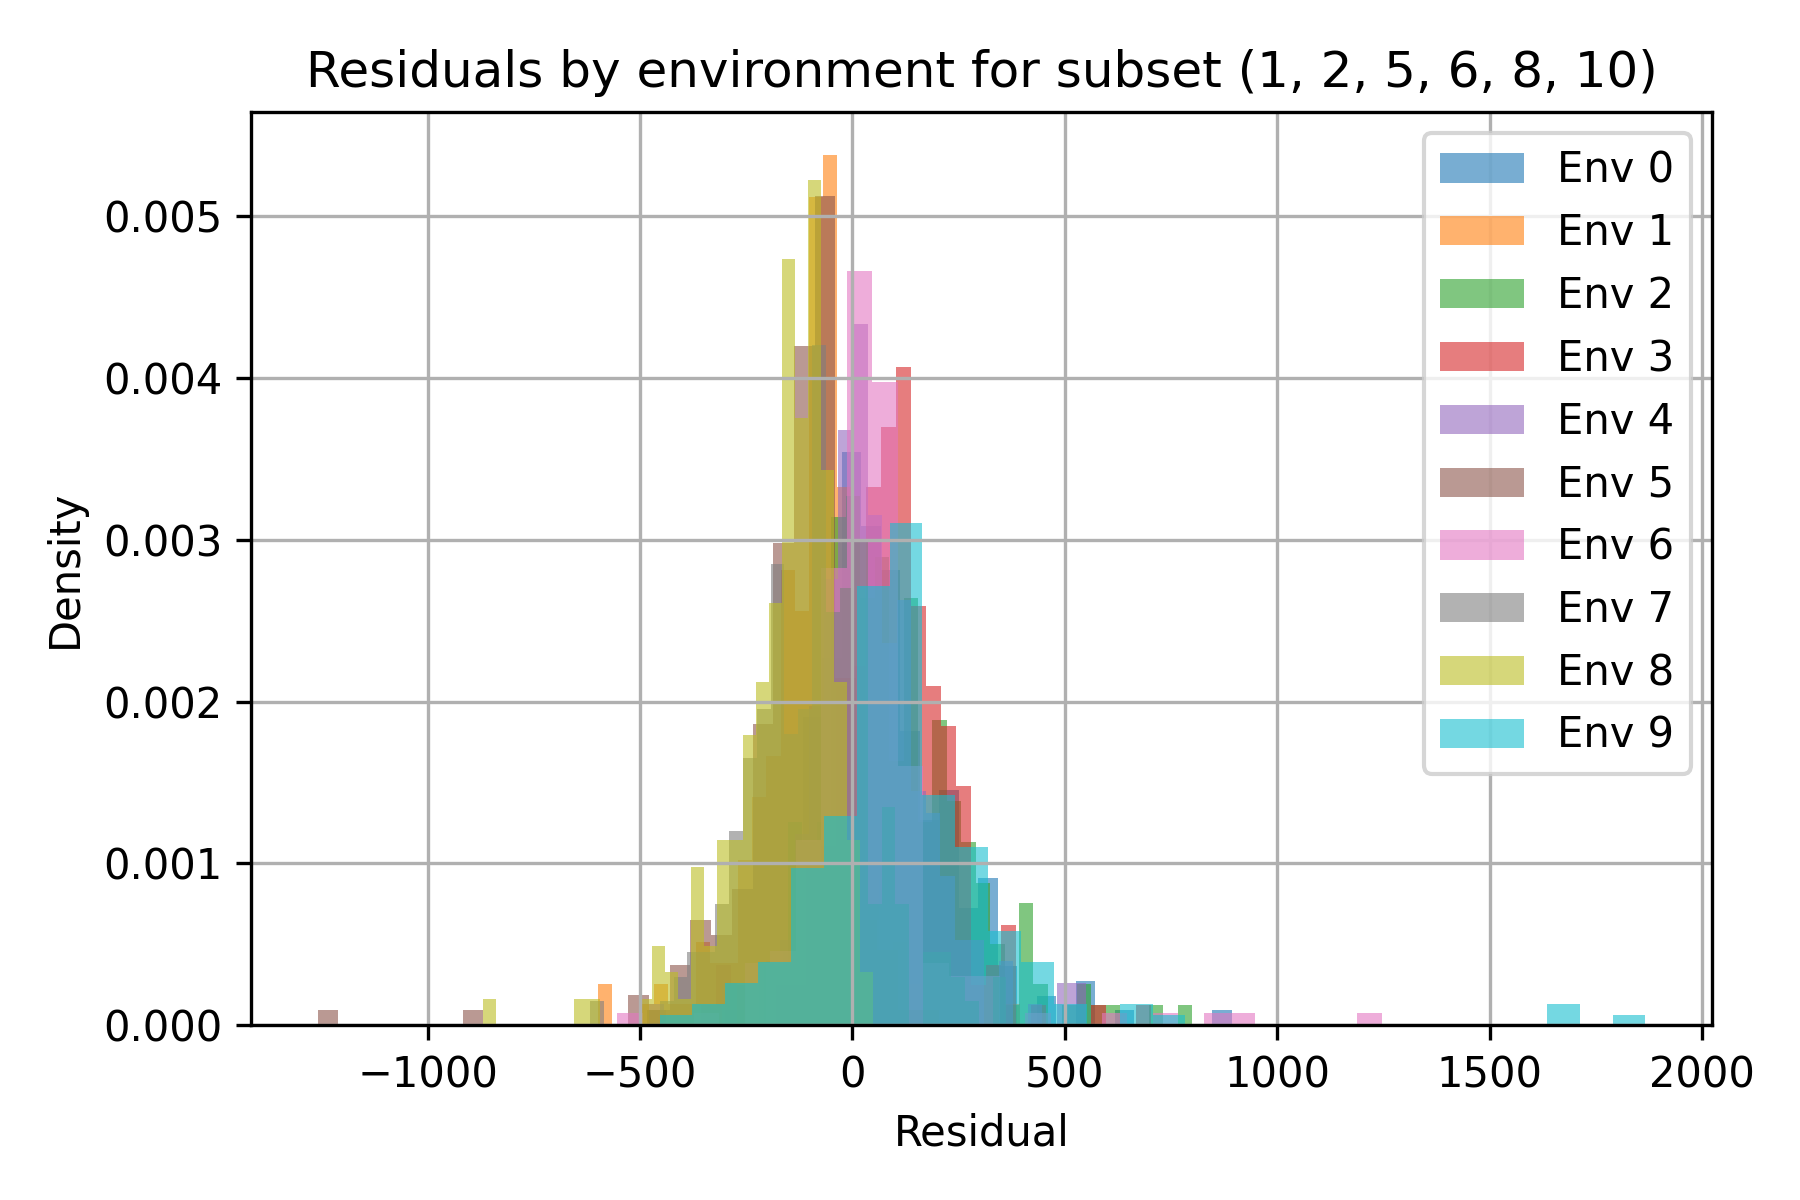 Residuals by environment for subset (1, 2, 5, 6, 8, 10)
Env 0
Env 1
Env 2
Env 3
Env 4
Env 5
Env 6
Env 7
Env 8
Env 9
Density
0.005
0.004
0.003
0.002
0.001
0.000
−1000 −500 0 500 1000 1500 2000
Residual